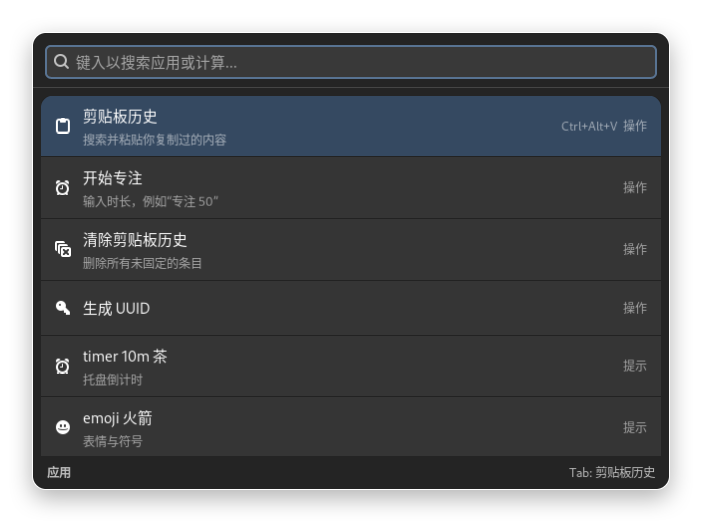 键入以搜索应用或计算...
剪贴板历史
搜索并粘贴你复制过的内容
Ctrl+Alt+V 操作
开始专注
输入时长，例如“专注 50”
操作
清除剪贴板历史
删除所有未固定的条目
操作
生成 UUID
操作
timer 10m 茶
托盘倒计时
提示
emoji 火箭
表情与符号
提示
应用
Tab: 剪贴板历史